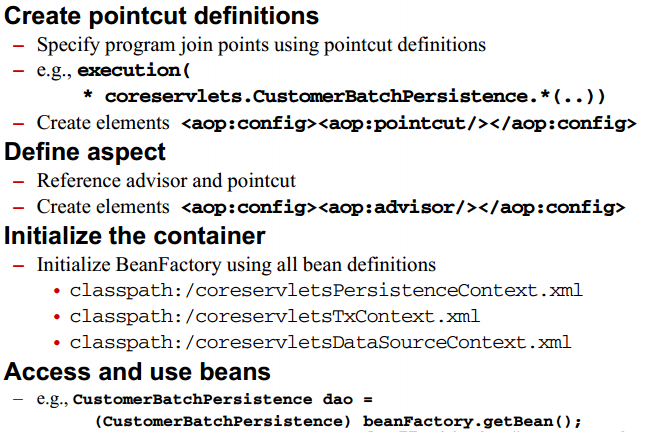 Create pointcut definitions
– Specify program join points using pointcut definitions
– e.g., execution(
* coreservlets.CustomerBatchPersistence.*(..))
– Create elements <aop:config><aop:pointcut/></aop:config>
Define aspect
– Reference advisor and pointcut
– Create elements <aop:config><aop:advisor/></aop:config>
Initialize the container
– Initialize BeanFactory using all bean definitions
• classpath:/coreservletsPersistenceContext.xml
• classpath:/coreservletsTxContext.xml
• classpath:/coreservletsDataSourceContext.xml
Access and use beans
– e.g., CustomerBatchPersistence dao =
(CustomerBatchPersistence) beanFactory.getBean();